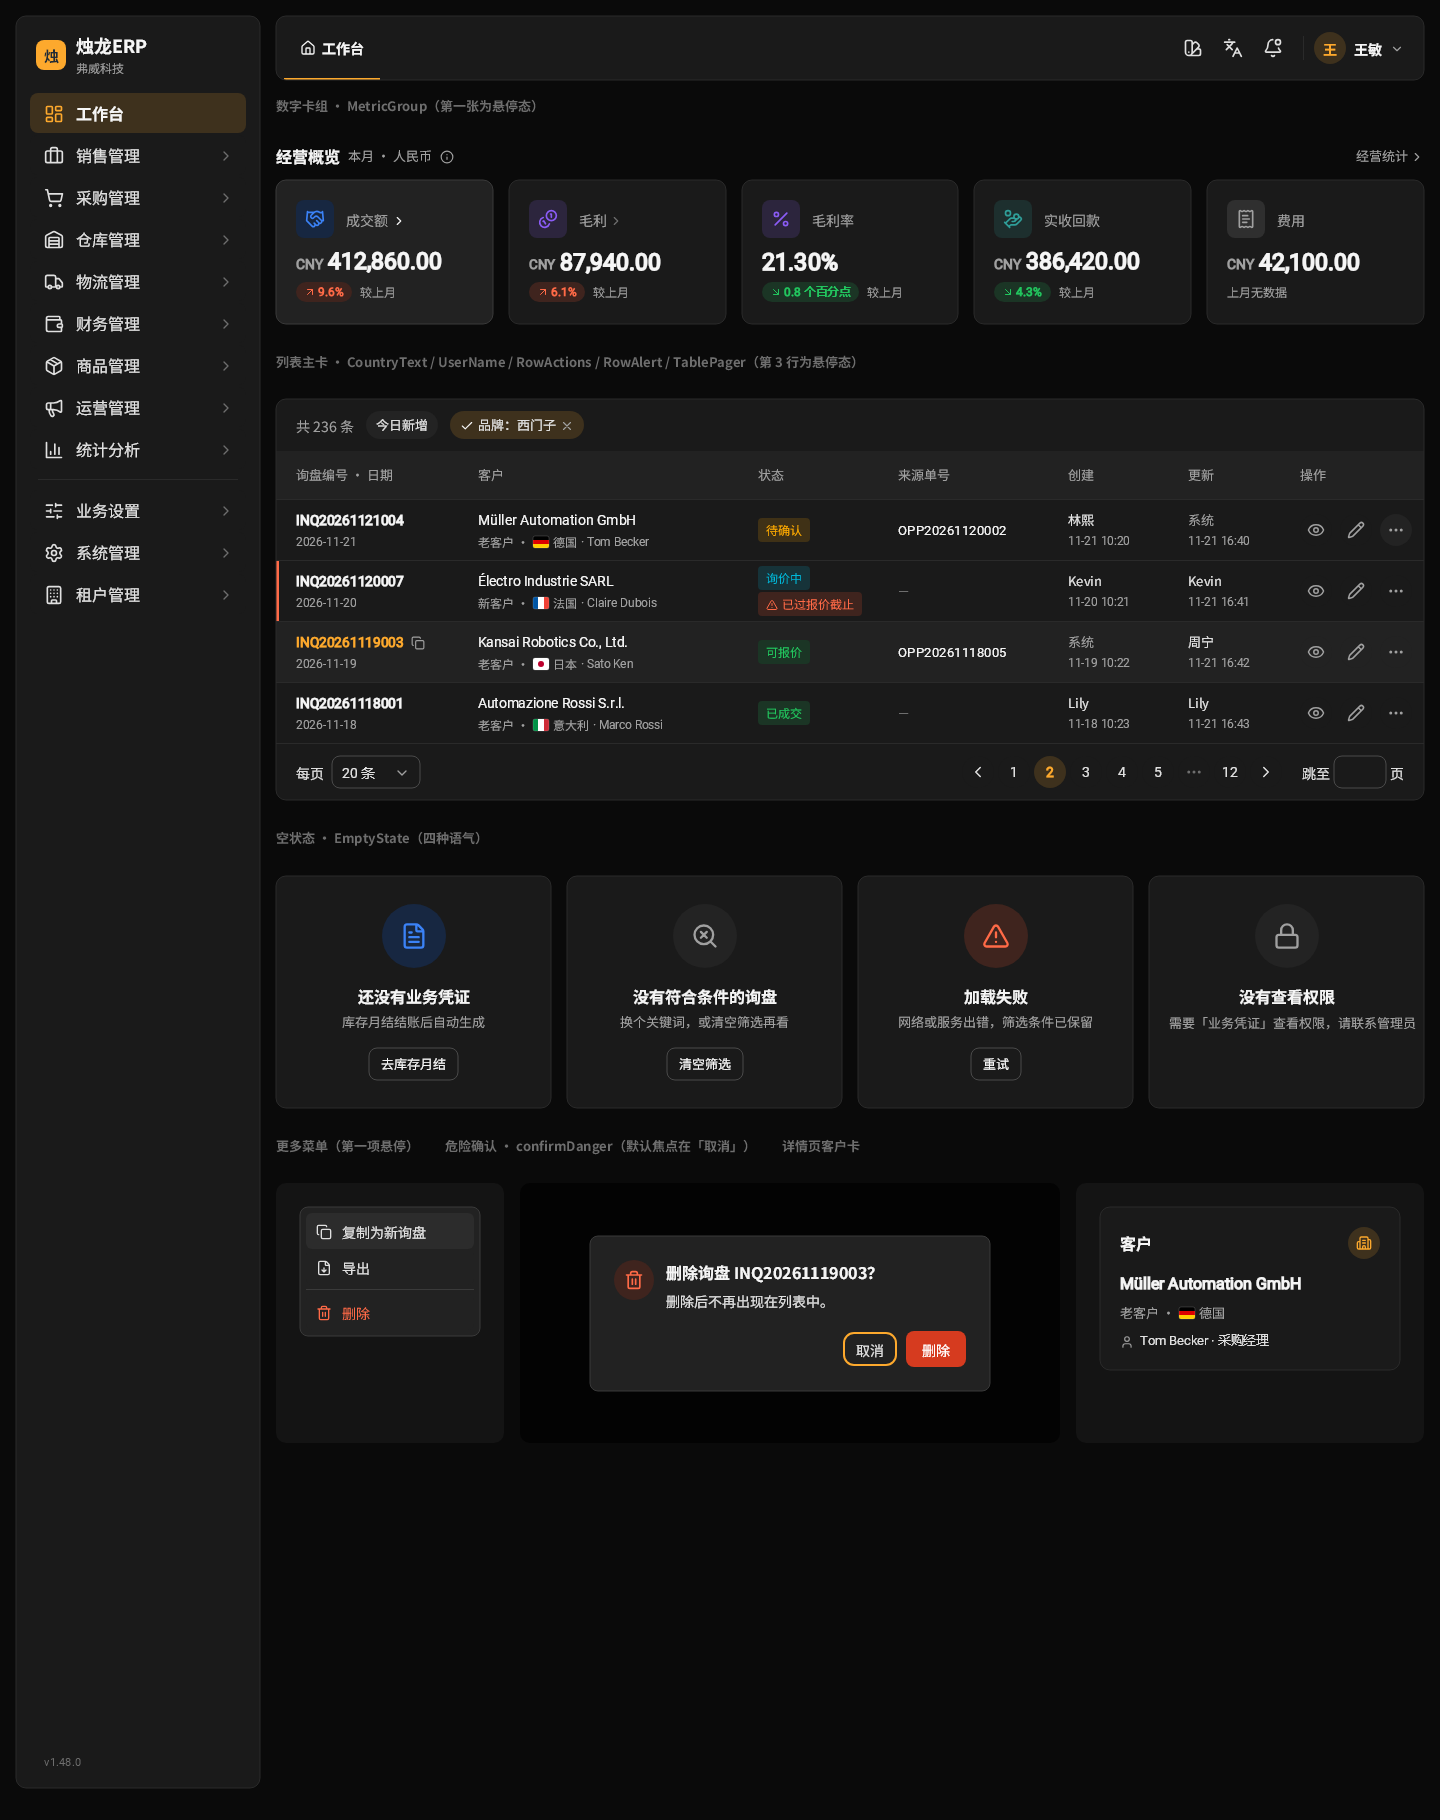 烛 烛龙ERP
弗威科技
工作台
销售管理
采购管理
仓库管理
物流管理
财务管理
商品管理
运营管理
统计分析
业务设置
系统管理
租户管理
v1.48.0
工作台
王 王敏
数字卡组 · MetricGroup（第一张为悬停态）
经营概览 本月 · 人民币
经营统计
成交额
CNY 412,860.00
9.6% 较上月
毛利
CNY 87,940.00
6.1% 较上月
毛利率
21.30%
0.8 个百分点 较上月
实收回款
CNY 386,420.00
4.3% 较上月
费用
CNY 42,100.00
上月无数据
列表主卡 · CountryText / UserName / RowActions / RowAlert / TablePager（第 3 行为悬停态）
共 236 条 今日新增 品牌：西门子
询盘编号 · 日期 客户 状态 来源单号 创建 更新 操作
INQ20261121004 Müller Automation GmbH 待确认 OPP20261120002 林熙 系统
2026-11-21 老客户 · 德国 · Tom Becker 11-21 10:20 11-21 16:40
INQ20261120007 Électro Industrie SARL 询价中 — Kevin Kevin
2026-11-20 新客户 · 法国 · Claire Dubois 已过报价截止 11-20 10:21 11-21 16:41
INQ20261119003 Kansai Robotics Co., Ltd. 可报价 OPP20261118005 系统 周宁
2026-11-19 老客户 · 日本 · Sato Ken 11-19 10:22 11-21 16:42
INQ20261118001 Automazione Rossi S.r.l. 已成交 — Lily Lily
2026-11-18 老客户 · 意大利 · Marco Rossi 11-18 10:23 11-21 16:43
每页 20 条 1 2 3 4 5 ··· 12 跳至 页
空状态 · EmptyState（四种语气）
还没有业务凭证
库存月结结账后自动生成
去库存月结
没有符合条件的询盘
换个关键词，或清空筛选再看
清空筛选
加载失败
网络或服务出错，筛选条件已保留
重试
没有查看权限
需要「业务凭证」查看权限，请联系管理员
更多菜单（第一项悬停） 危险确认 · confirmDanger（默认焦点在「取消」） 详情页客户卡
复制为新询盘
导出
删除
删除询盘 INQ20261119003？
删除后不再出现在列表中。
取消 删除
客户
Müller Automation GmbH
老客户 · 德国
Tom Becker · 采购经理